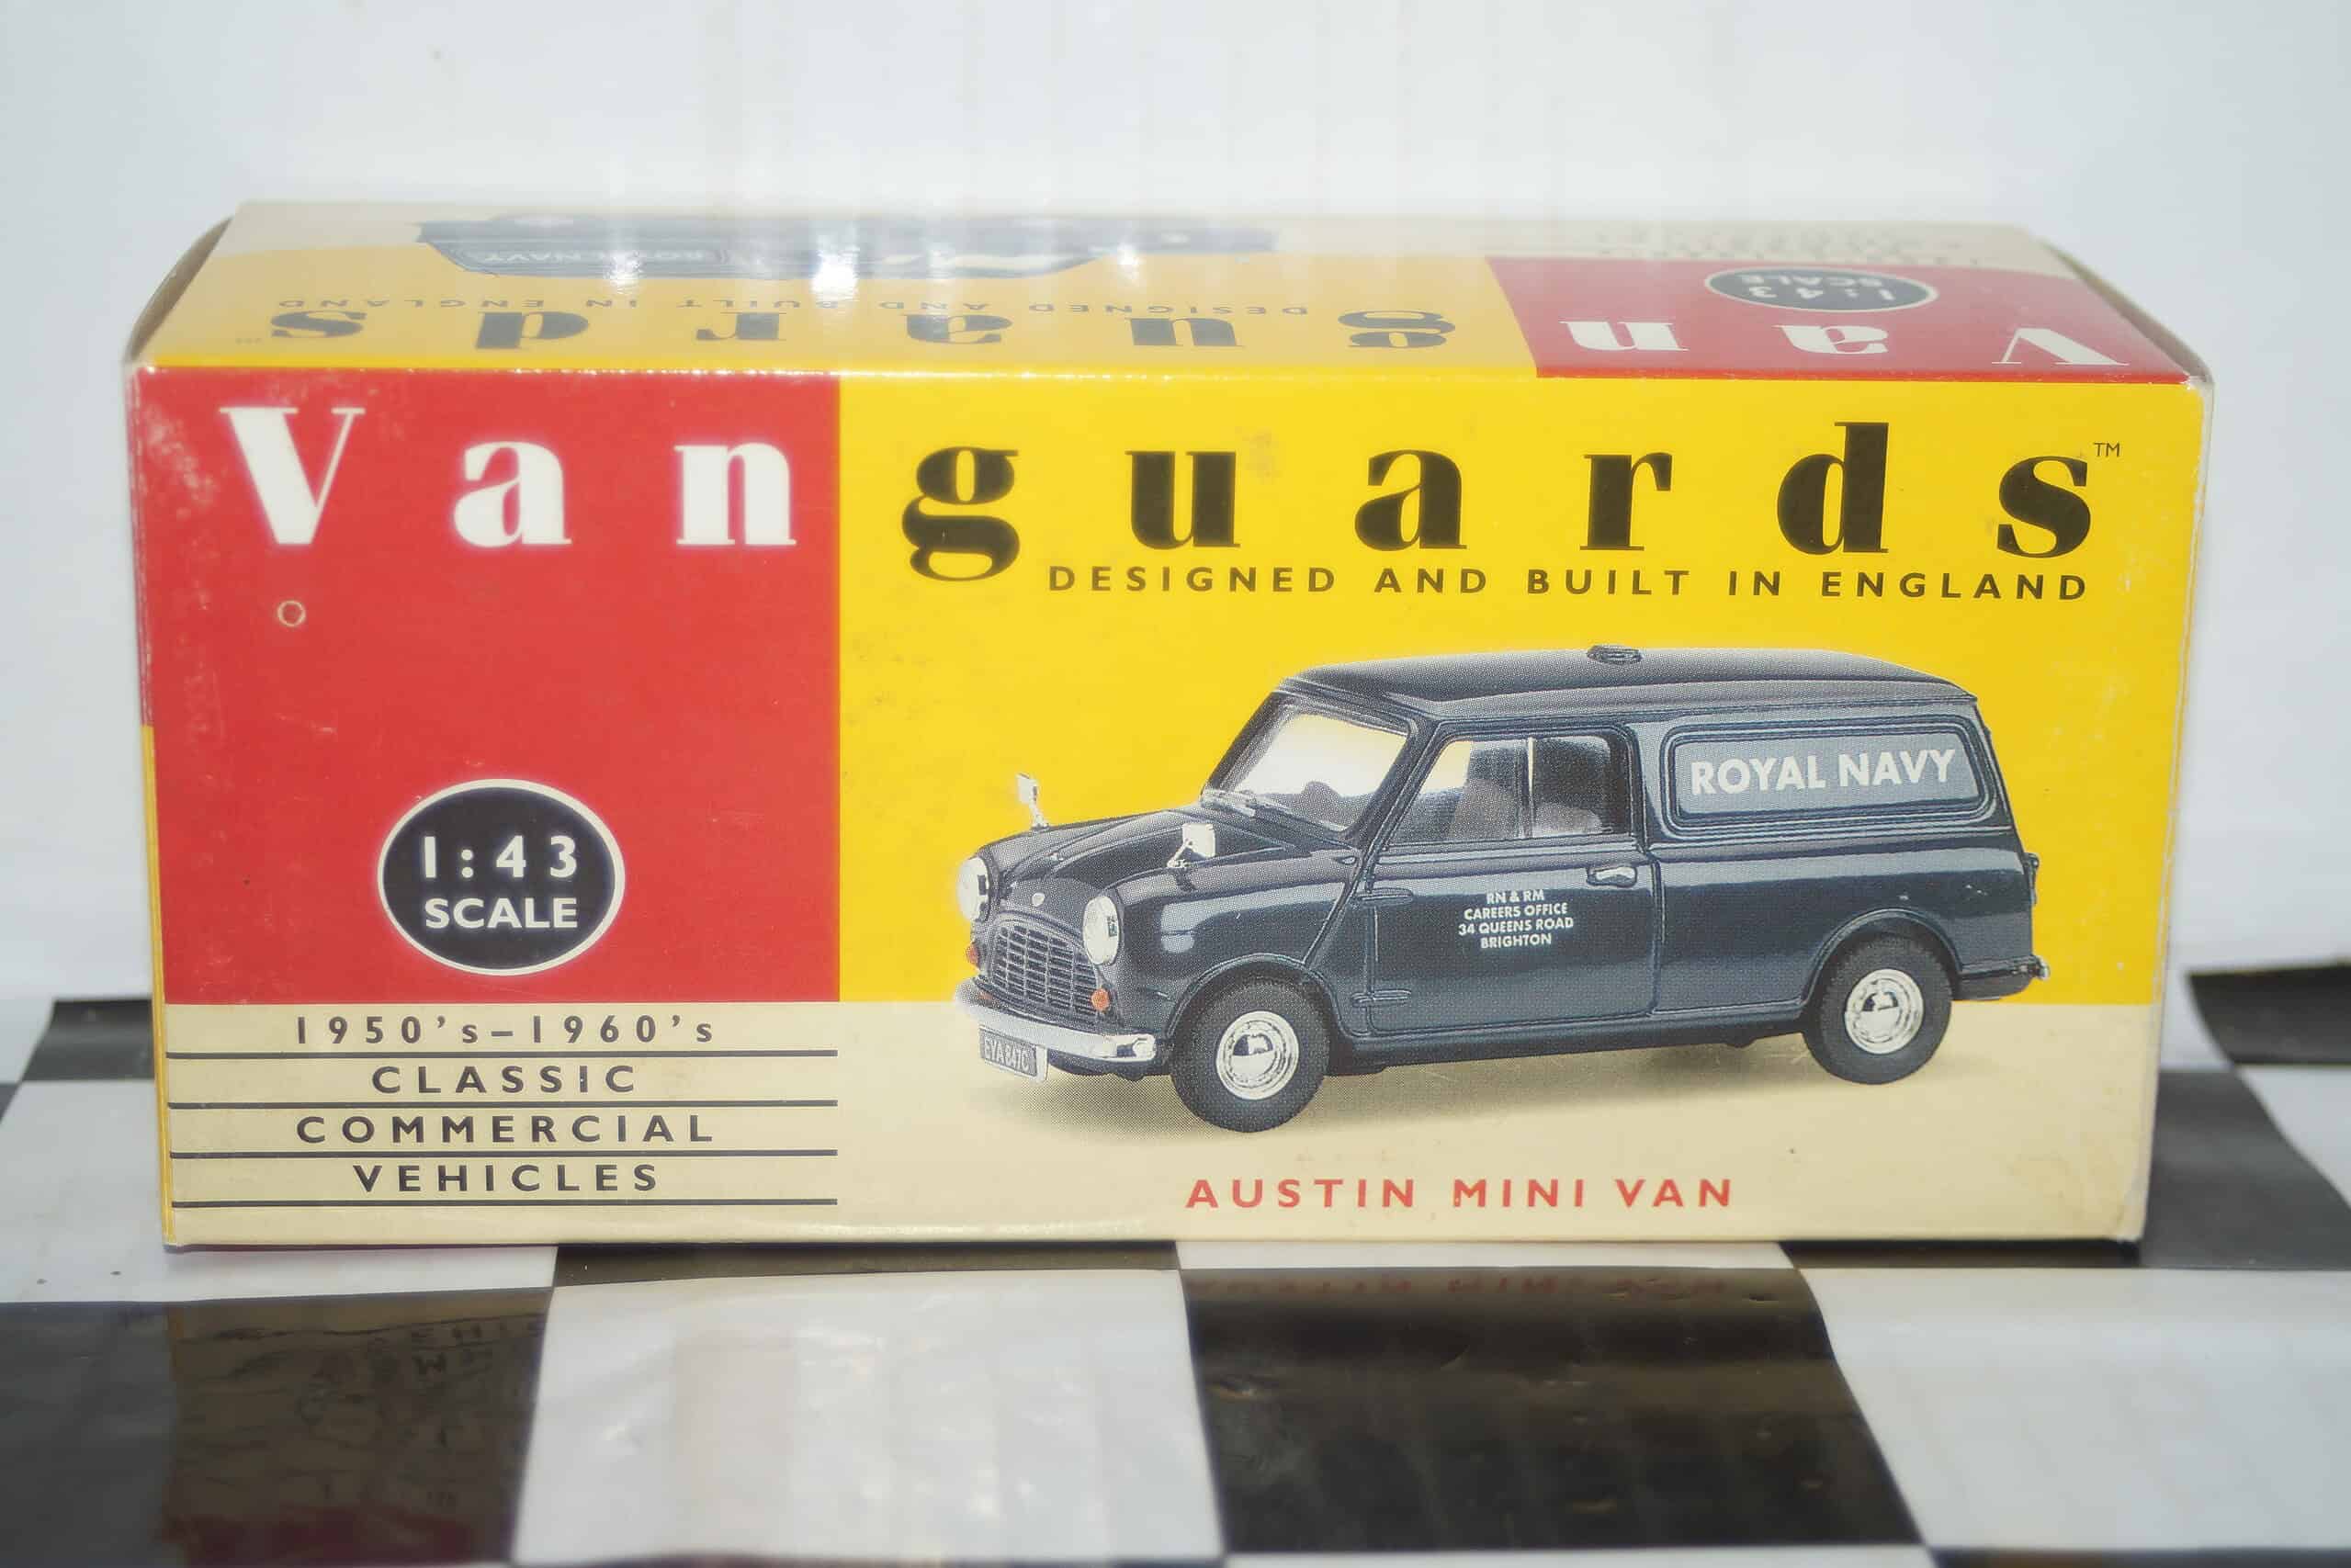 DESIGNED AND BUILT IN ENGLAND
1:43
SCALE
Vanguards
Vanguards™
DESIGNED AND BUILT IN ENGLAND
ROYAL NAVY
1:43
SCALE
RN & RM
CAREERS OFFICE
34 QUEENS ROAD
BRIGHTON
1950's–1960's
CLASSIC
COMMERCIAL
VEHICLES
AUSTIN MINI VAN